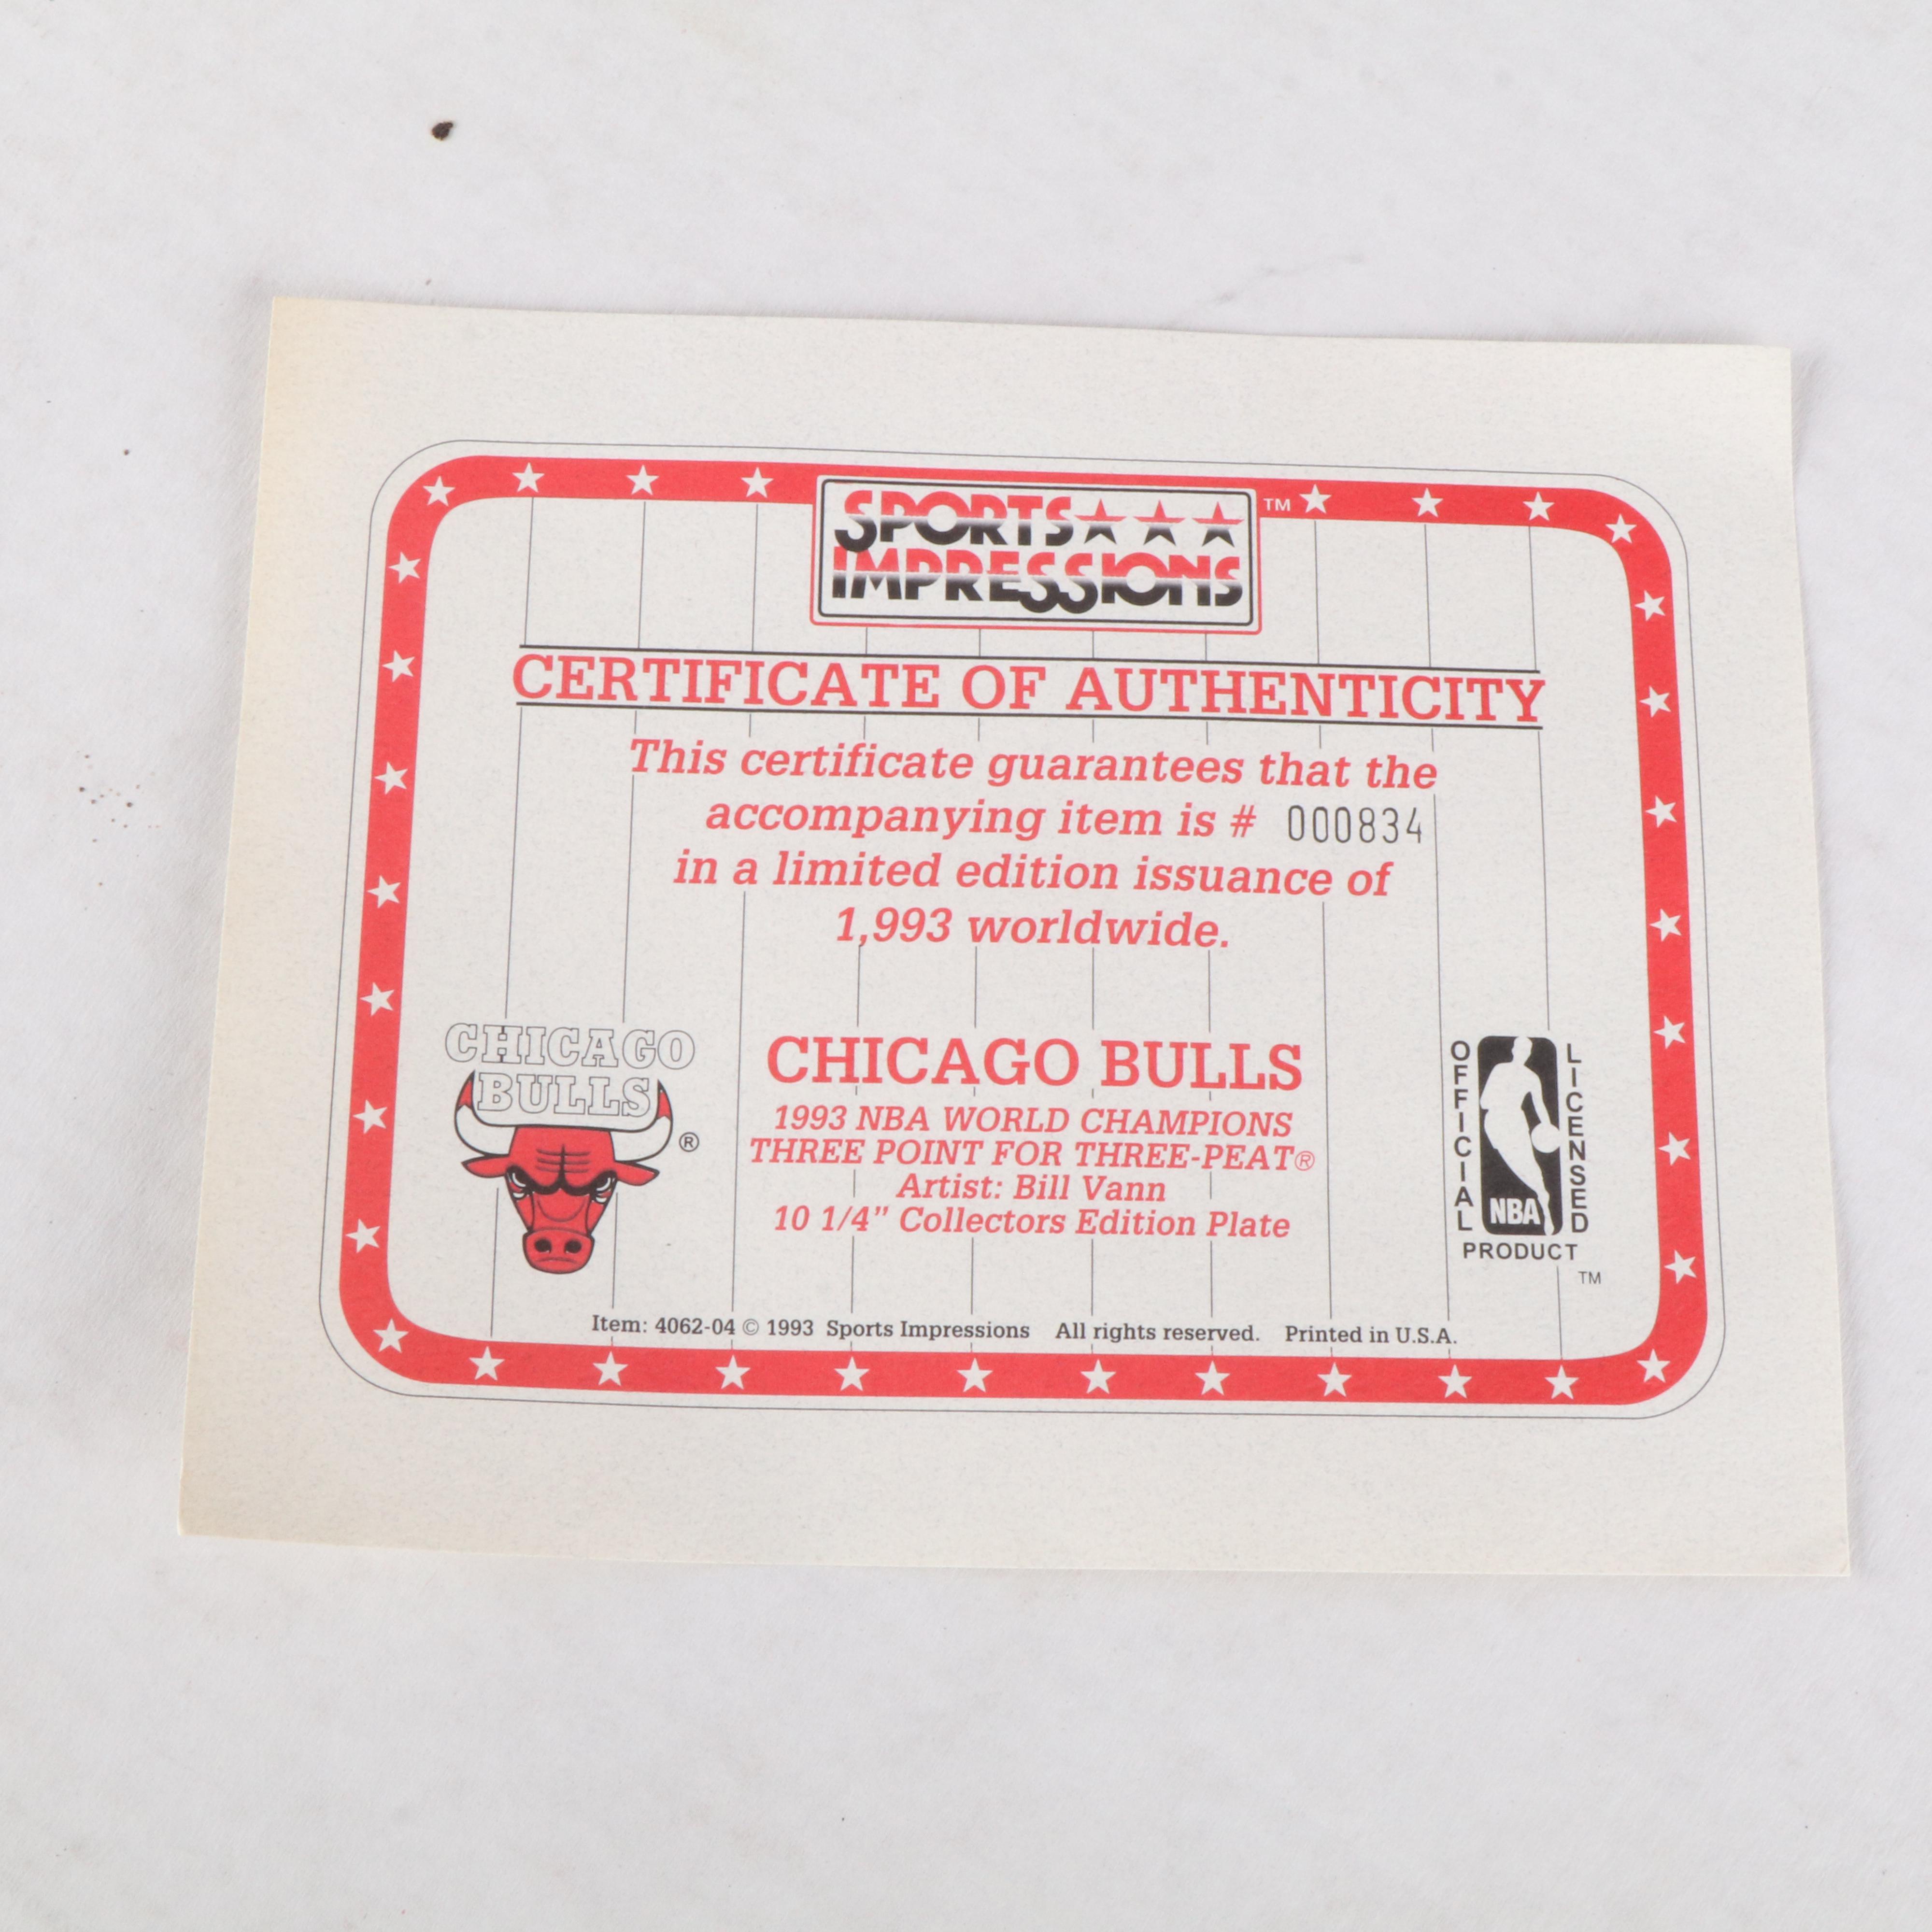 SPORTS
IMPRESSIONS
TM
CERTIFICATE OF AUTHENTICITY
This certificate guarantees that the
accompanying item is # 000834
in a limited edition issuance of
1,993 worldwide.
CHICAGO
BULLS
®
CHICAGO BULLS
1993 NBA WORLD CHAMPIONS
THREE POINT FOR THREE-PEAT®
Artist: Bill Vann
10 1/4” Collectors Edition Plate
OFFICIAL
LICENSED
NBA
PRODUCT
TM
Item: 4062-04 © 1993 Sports Impressions All rights reserved. Printed in U.S.A.